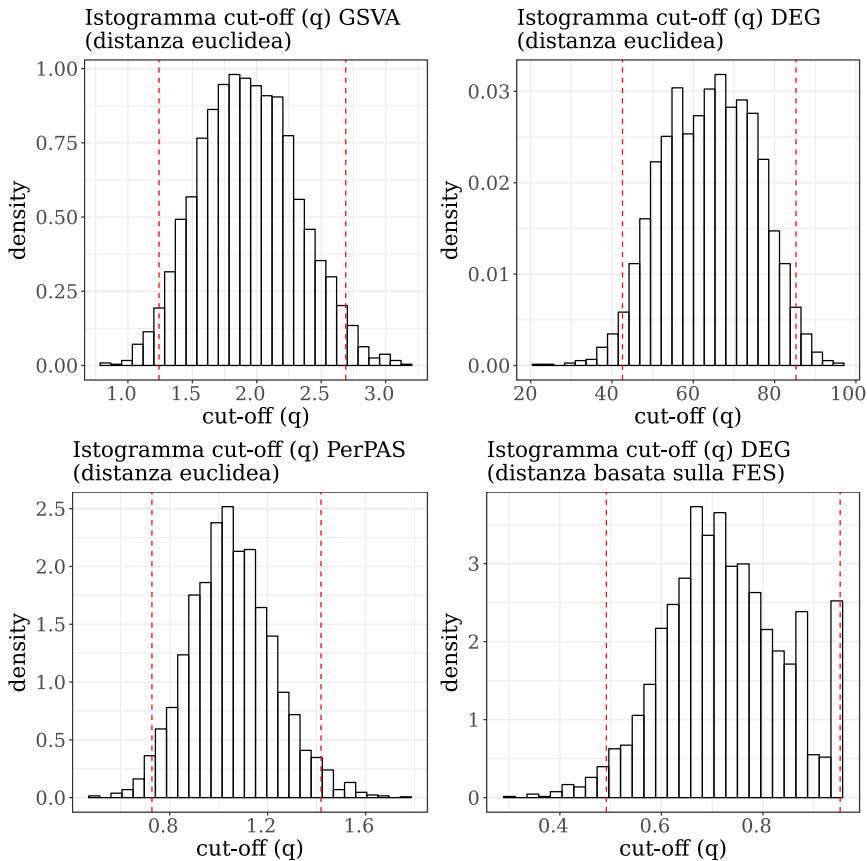 Istogramma cut-off (q) GSVA
(distanza euclidea)
1.00
0.75
0.50
0.25
0.00
density
1.0 1.5 2.0 2.5 3.0
cut-off (q)
Istogramma cut-off (q) DEG
(distanza euclidea)
0.03
0.02
0.01
0.00
density
20 40 60 80 100
cut-off (q)
Istogramma cut-off (q) PerPAS
(distanza euclidea)
2.5
2.0
1.5
1.0
0.5
0.0
density
0.8 1.2 1.6
cut-off (q)
Istogramma cut-off (q) DEG
(distanza basata sulla FES)
3
2
1
0
density
0.4 0.6 0.8
cut-off (q)